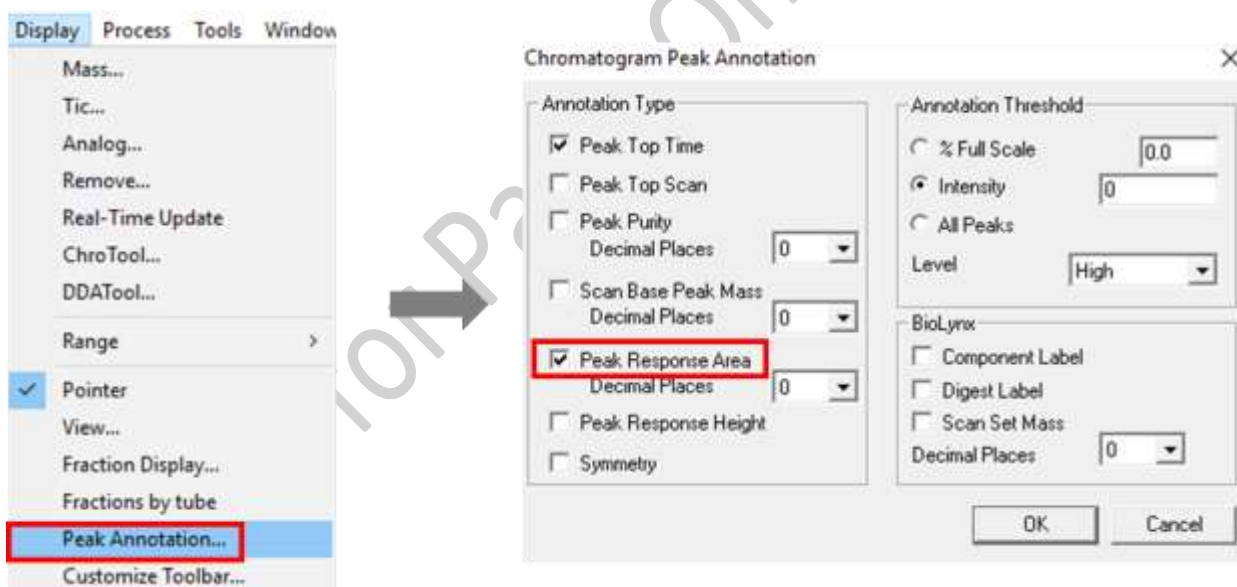 Display Process Tools Window
Mass...
Tic...
Analog...
Remove...
Real-Time Update
ChroTool...
DDATool...
Range >
Pointer
View...
Fraction Display...
Fractions by tube
Peak Annotation...
Customize Toolbar...
Chromatogram Peak Annotation
Annotation Type
Peak Top Time
Peak Top Scan
Peak Purity
Decimal Places 0
Scan Base Peak Mass
Decimal Places 0
Peak Response Area
Decimal Places 0
Peak Response Height
Symmetry
Annotation Threshold
% Full Scale 0.0
Intensity 0
All Peaks
Level High
BioLynx
Component Label
Digest Label
Scan Set Mass
Decimal Places 0
OK Cancel